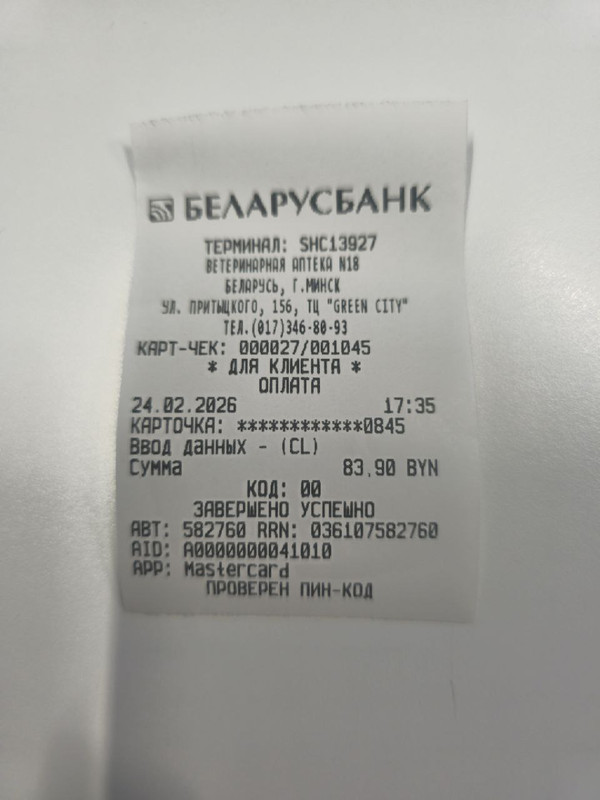 БЕЛАРУСБАНК
ТЕРМИНАЛ: SHC13927
ВЕТЕРИНАРНАЯ АПТЕКА N18
БЕЛАРУСЬ, Г.МИНСК
УЛ. ПРИТЫЦКОГО, 156, ТЦ "GREEN CITY"
ТЕЛ.(017)346-80-93
КАРТ-ЧЕК: 000027/001045
* ДЛЯ КЛИЕНТА *
ОПЛАТА
24.02.2026 17:35
КАРТОЧКА: ************0845
Ввод данных - (CL)
Сумма 83,90 BYN
КОД: 00
ЗАВЕРШЕНО УСПЕШНО
АВТ: 582760 RRN: 036107582760
AID: A0000000041010
APP: Mastercard
ПРОВЕРЕН ПИН-КОД